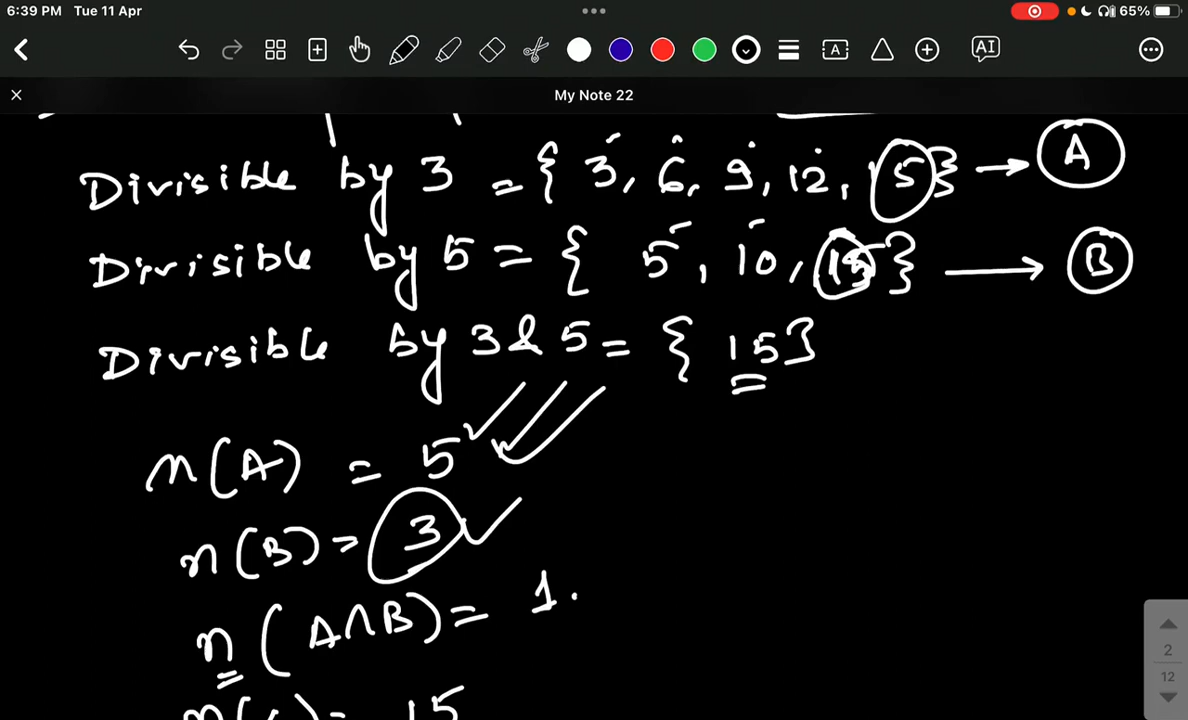 6:39 PM Tue 11 Apr
65%
A
AI
My Note 22
Divisible by 3 = { 3, 6, 9, 12, 15} → A
Divisible by 5 = { 5, 10, 15} → B
Divisible by 3 & 5 = { 15}
n(A) = 5
n(B) = 3
n(A∩B) = 1.
= 15
2
12